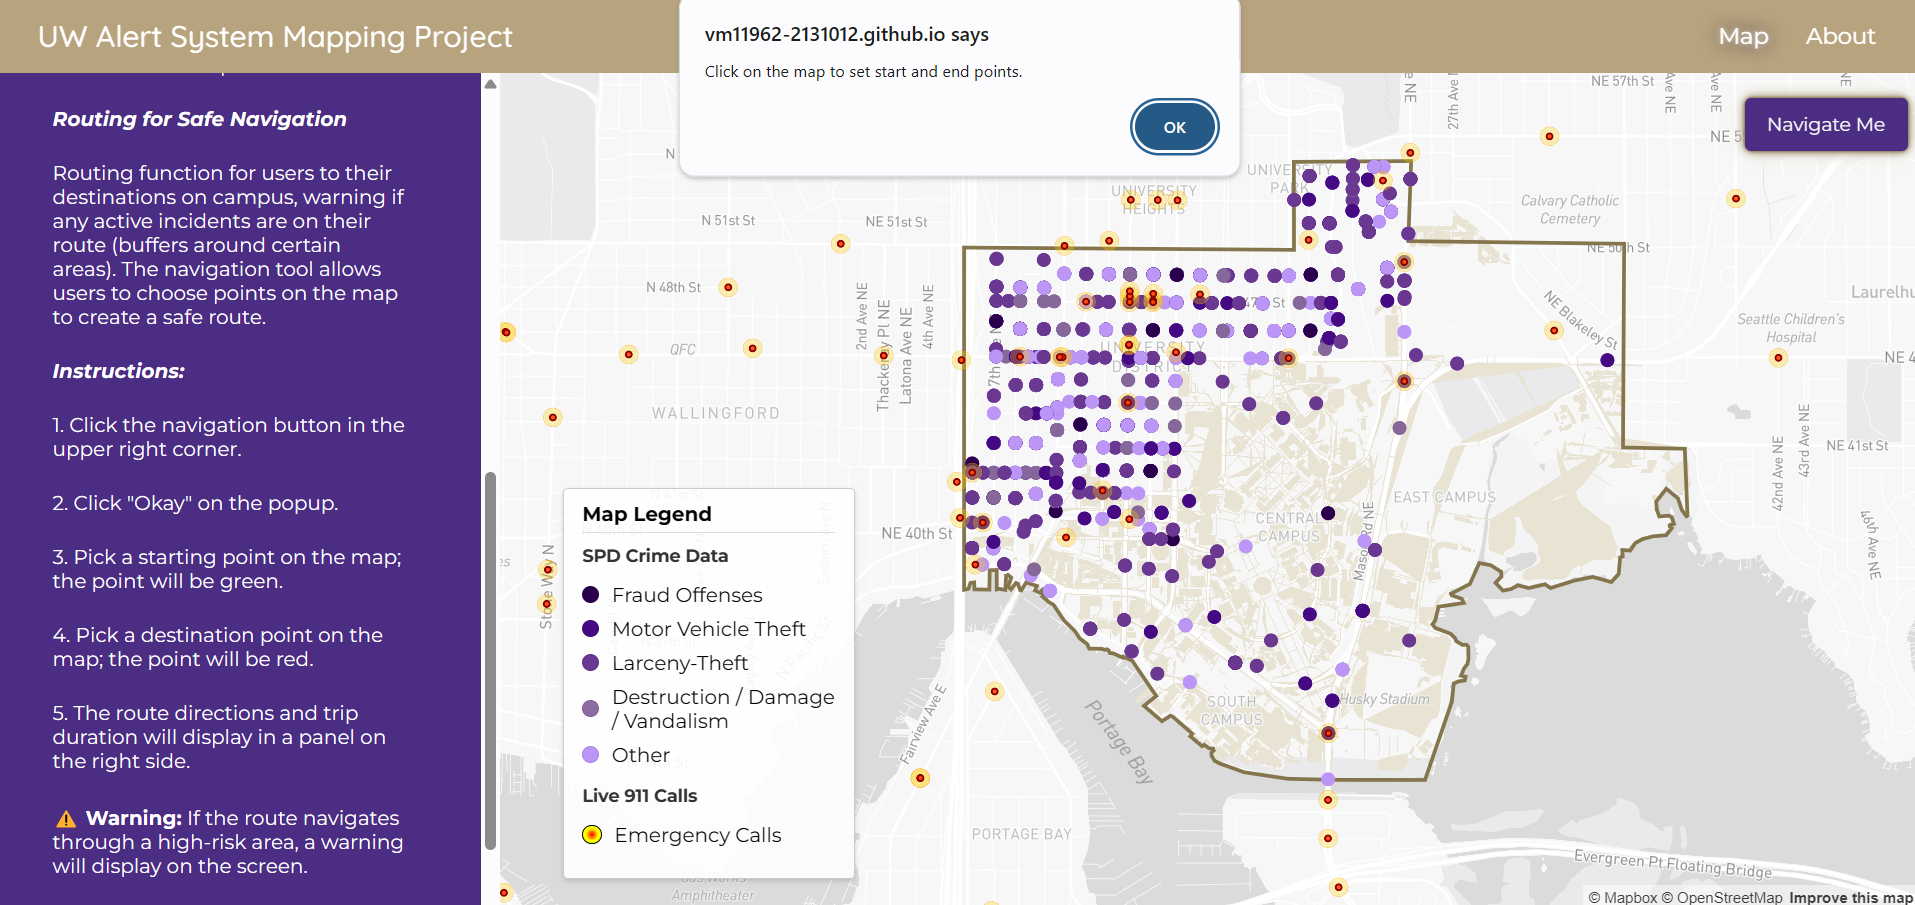 UW Alert System Mapping Project
Map
About
vm11962-2131012.github.io says
Click on the map to set start and end points.
OK
Navigate Me
Routing for Safe Navigation
Routing function for users to their
destinations on campus, warning if
any active incidents are on their
route (buffers around certain
areas). The navigation tool allows
users to choose points on the map
to create a safe route.
Instructions:
1. Click the navigation button in the
upper right corner.
2. Click "Okay" on the popup.
3. Pick a starting point on the map;
the point will be green.
4. Pick a destination point on the
map; the point will be red.
5. The route directions and trip
duration will display in a panel on
the right side.
⚠️ Warning: If the route navigates
through a high-risk area, a warning
will display on the screen.
Map Legend
SPD Crime Data
Fraud Offenses
Motor Vehicle Theft
Larceny-Theft
Destruction / Damage
/ Vandalism
Other
Live 911 Calls
Emergency Calls
NE 57th St
27th Ave
UNIVERSITY
PARK
UNIVERSITY
HEIGHTS
Calvary Catholic
Cemetery
N 51st St
NE 51st St
NE 50th St
N 48th St
2nd Ave NE
Thackeray Pl NE
Latona Ave NE
4th Ave NE
QFC
NE Blakeley St
Laurelhu
Seattle Children's
Hospital
UNIVERSITY
DISTRICT
WALLINGFORD
NE 41st St
42nd Ave NE
43rd Ave NE
46th Ave NE
EAST CAMPUS
CENTRAL
CAMPUS
NE 40th St
Stone Way N
Fairview Ave E
Portage Bay
SOUTH
CAMPUS
Husky Stadium
PORTAGE BAY
Evergreen Pt Floating Bridge
Amphitheater
© Mapbox © OpenStreetMap Improve this map